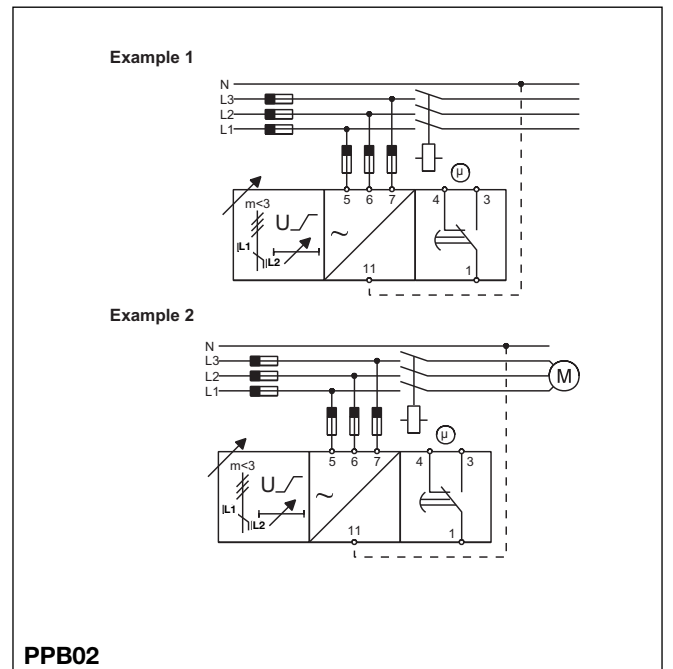 Example 1
N
L3
L2
L1
μ
5 6 7 4 3
m<3
U
|L1
||L2
~
11 1
Example 2
N
L3
L2
L1
M
μ
5 6 7 4 3
m<3
U
|L1
||L2
~
11 1
PPB02